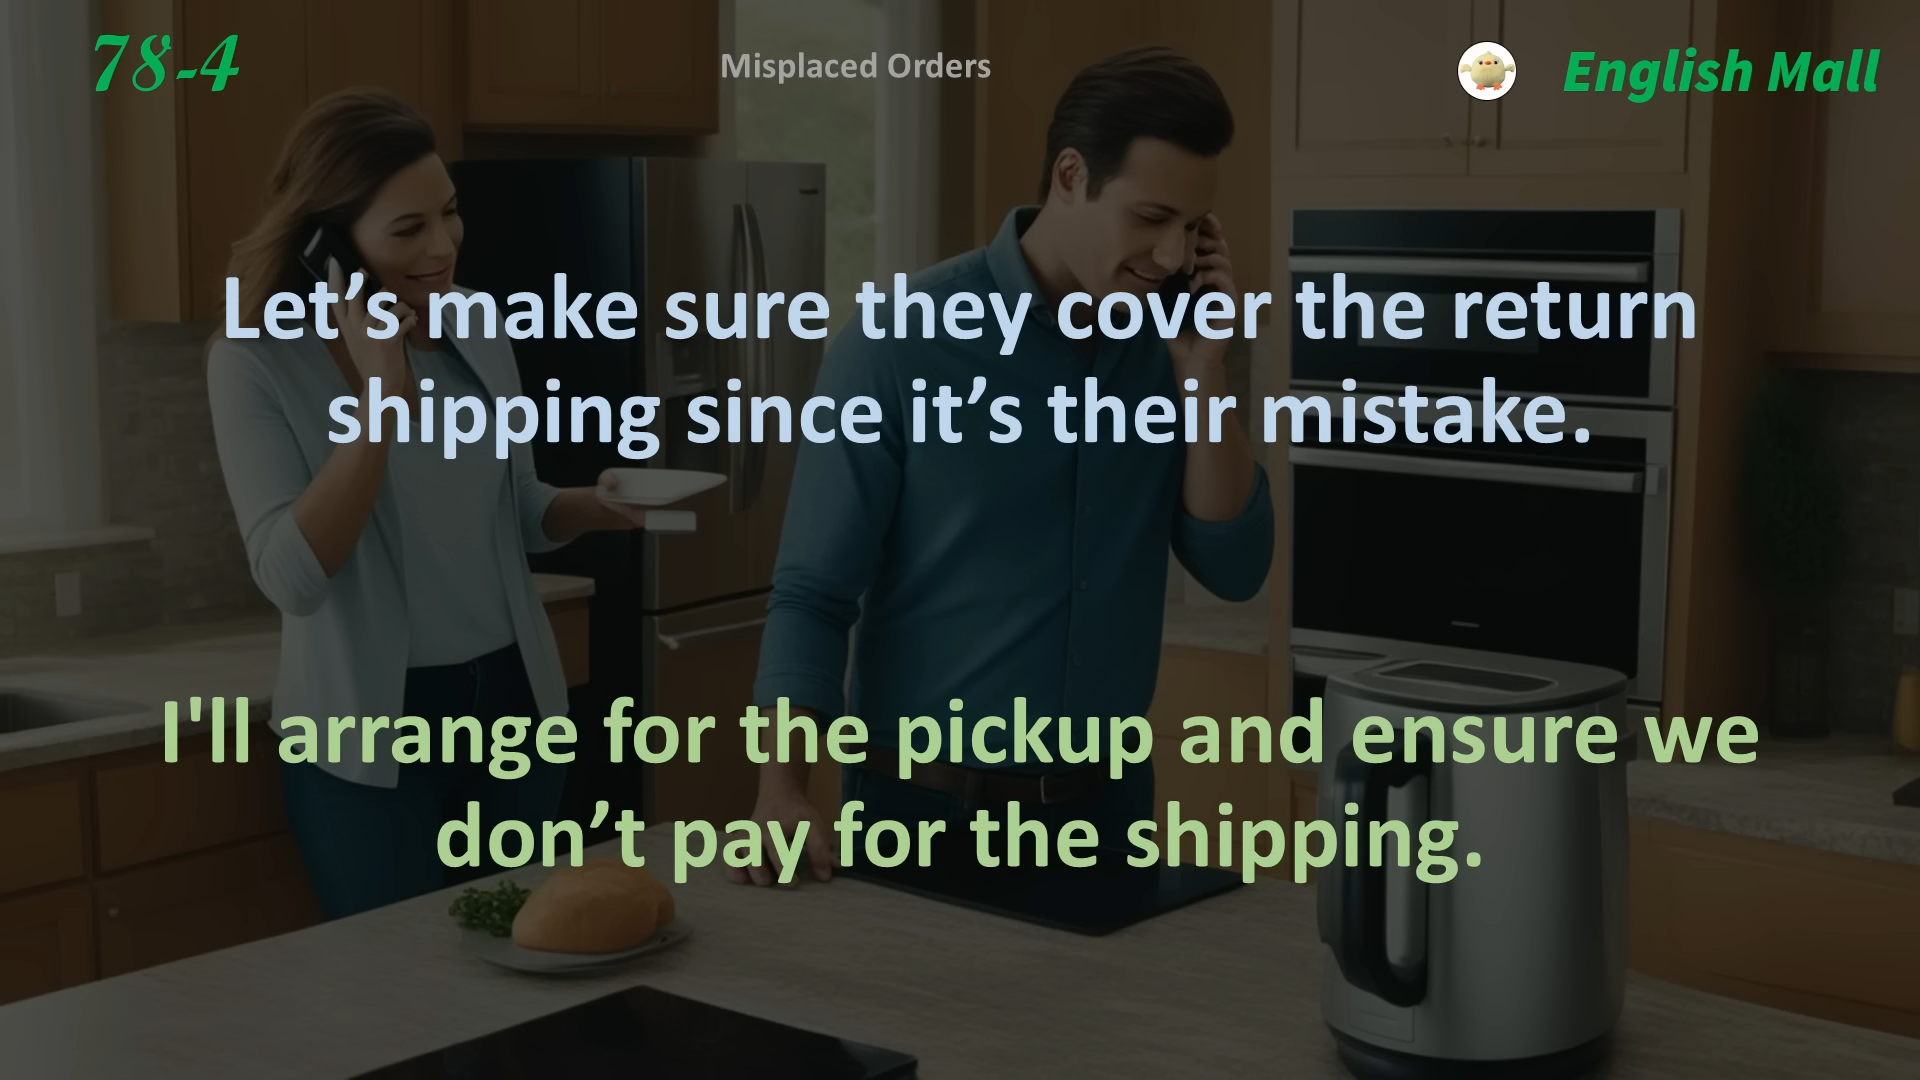 78-4
Misplaced Orders
English Mall
Let’s make sure they cover the return
shipping since it’s their mistake.
I'll arrange for the pickup and ensure we
don’t pay for the shipping.